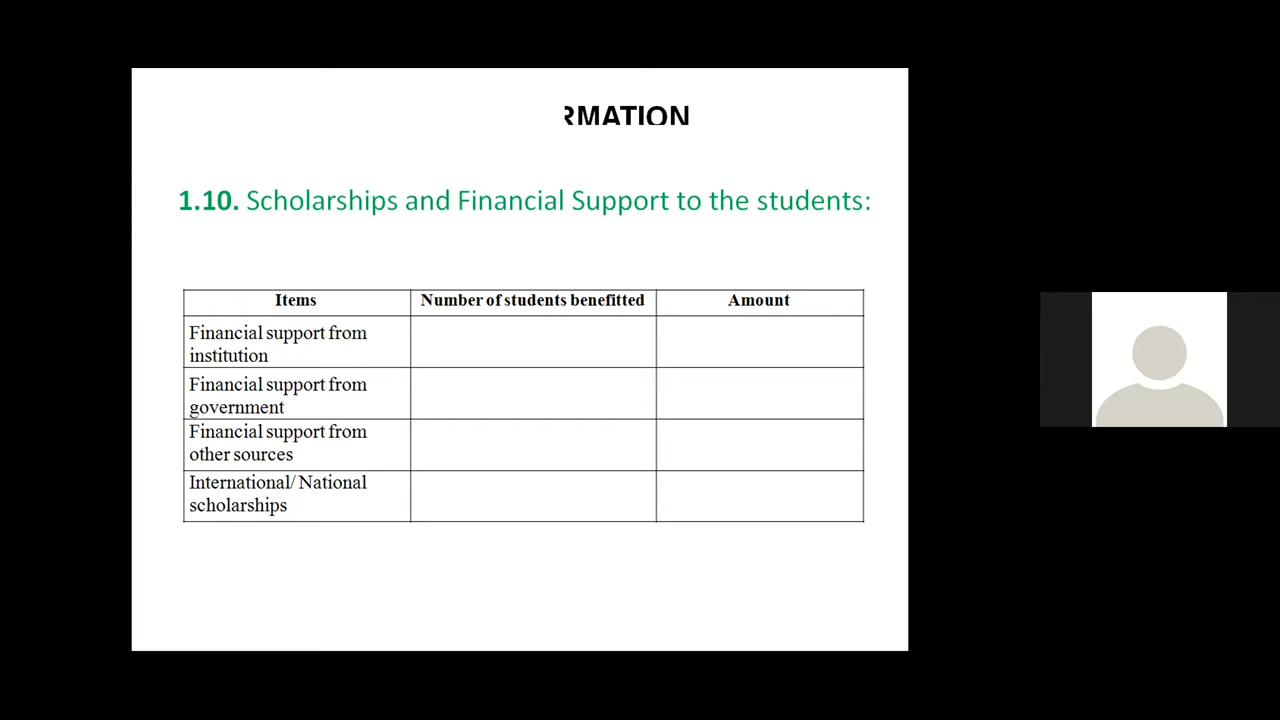 1.10. Scholarships and Financial Support to the students:
Items Number of students benefitted Amount
Financial support from
institution
Financial support from
government
Financial support from
other sources
International/ National
scholarships